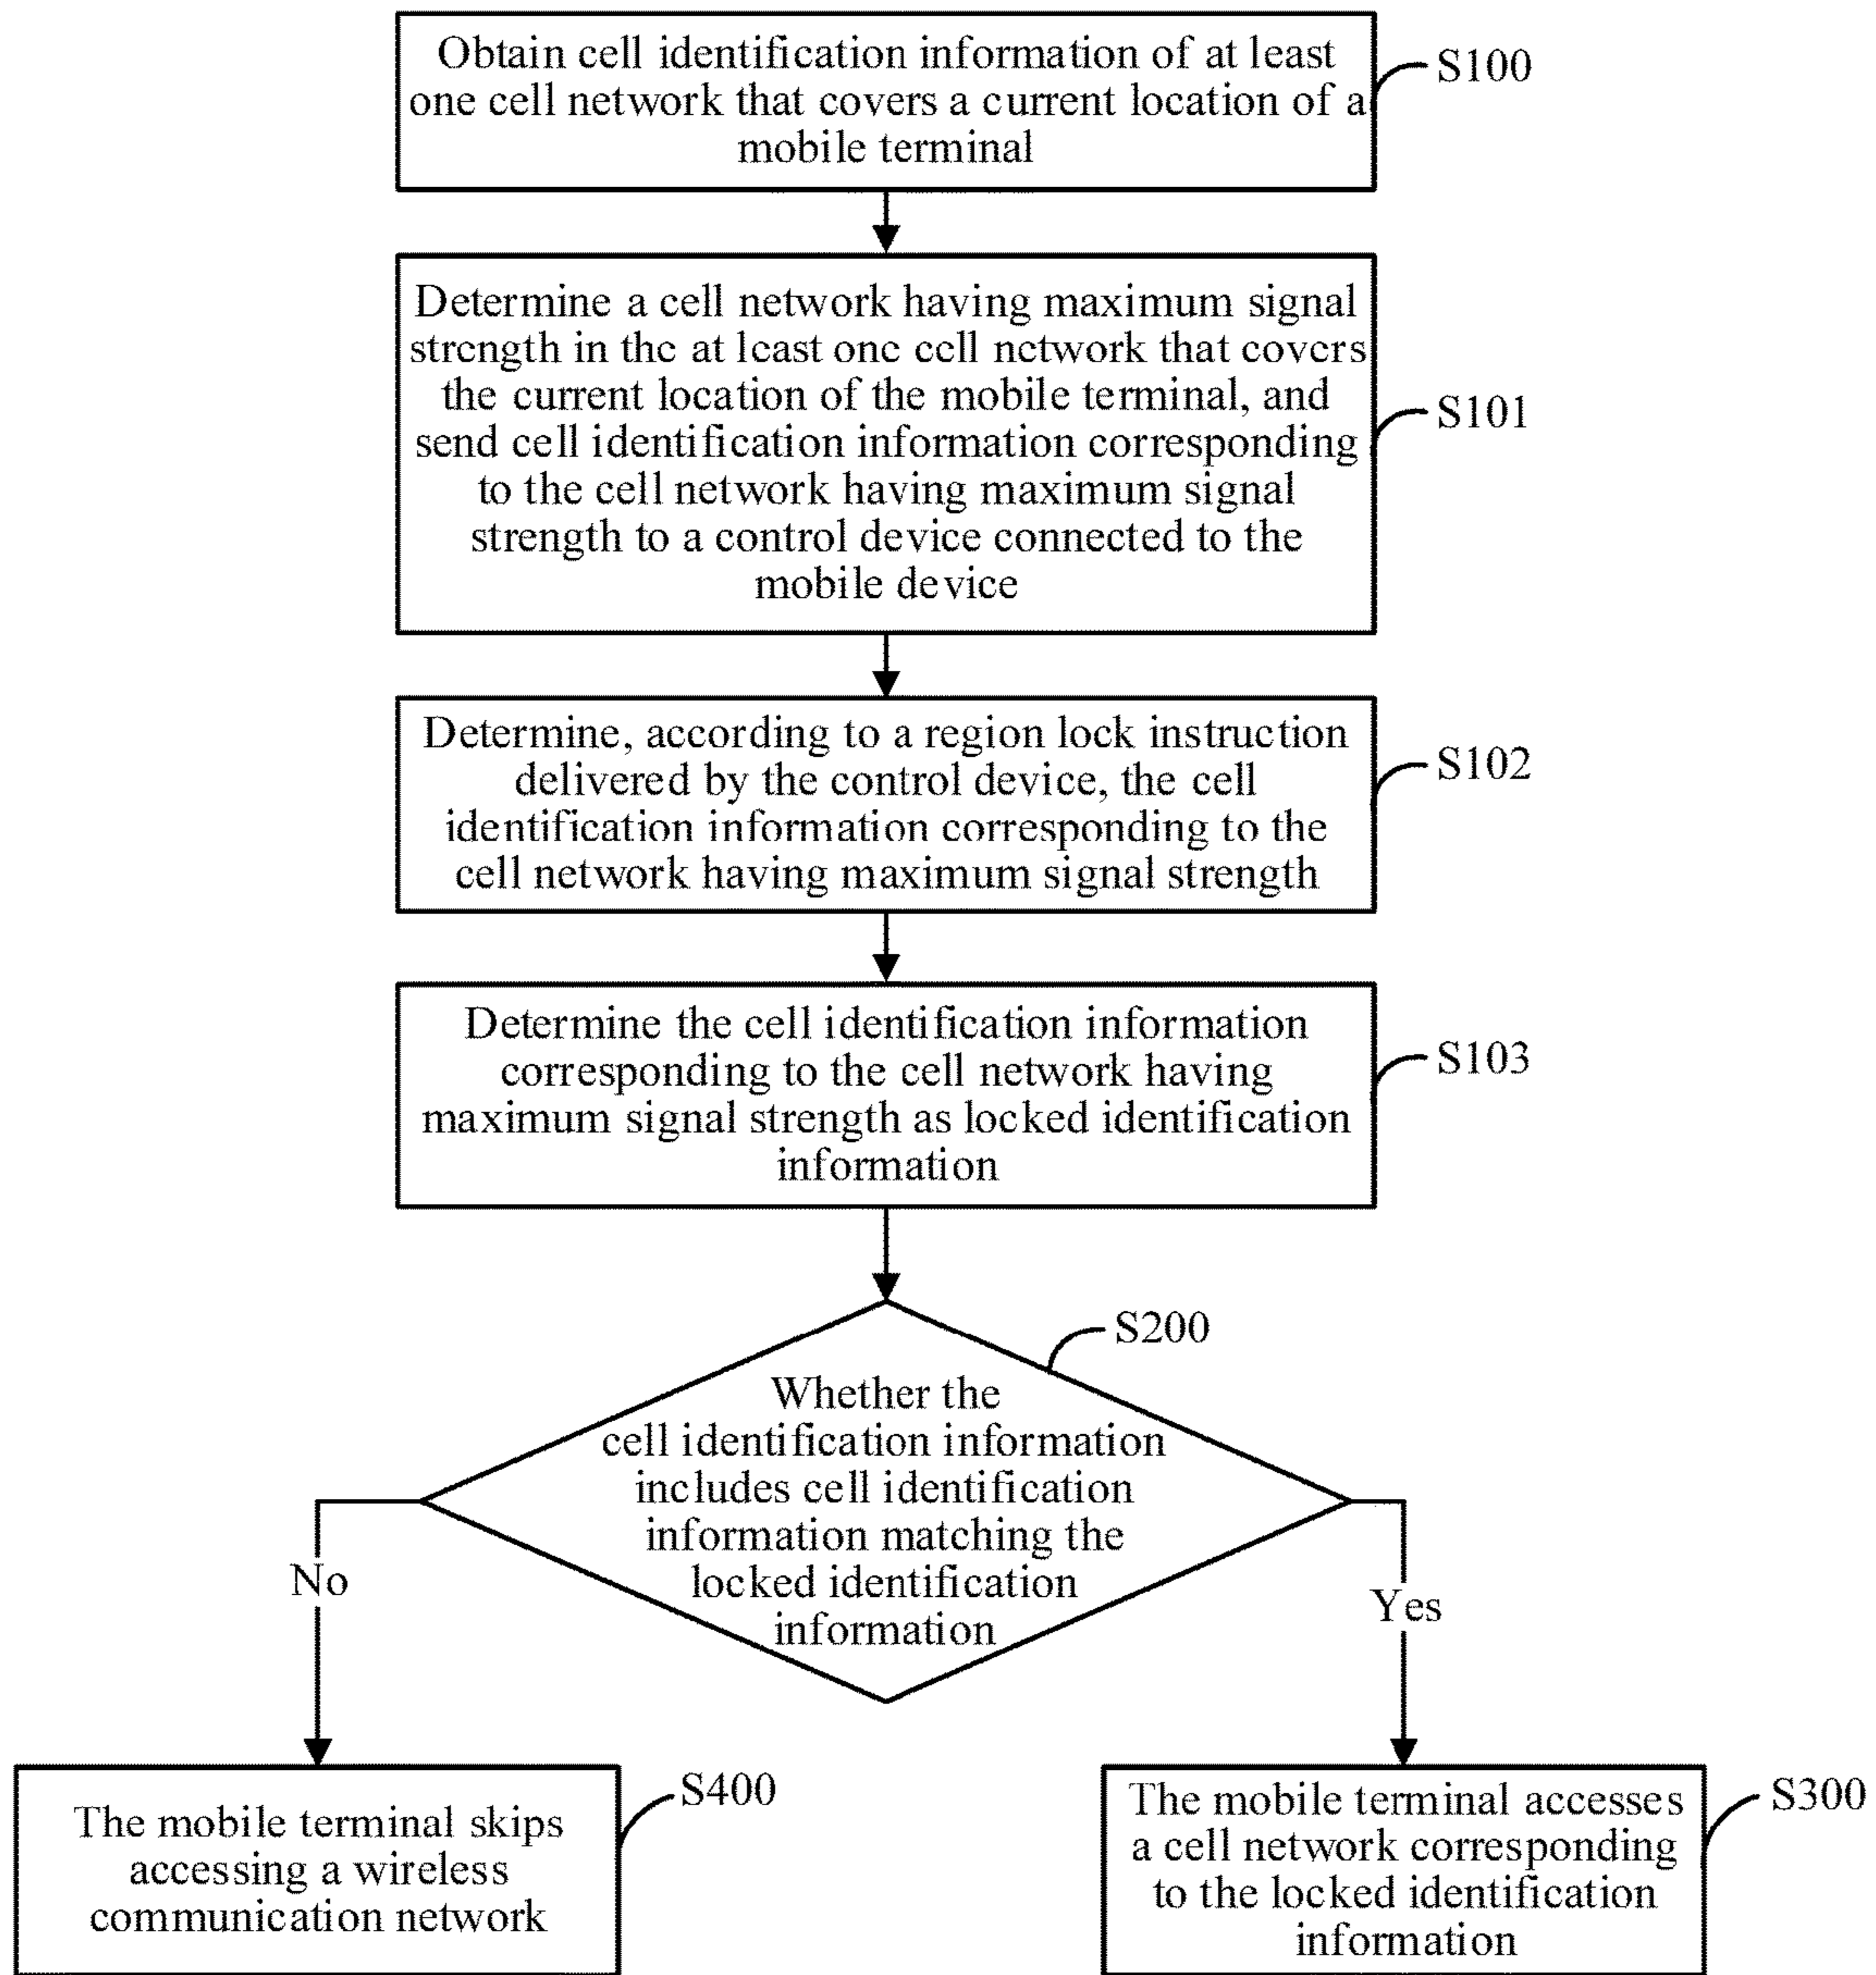 Obtain cell identification information of at least
one cell network that covers a current location of a
mobile terminal
S100
Determine a cell network having maximum signal
strength in the at least one cell network that covers
the current location of the mobile terminal, and
send cell identification information corresponding
to the cell network having maximum signal
strength to a control device connected to the
mobile device
S101
Determine, according to a region lock instruction
delivered by the control device, the cell
identification information corresponding to the
cell network having maximum signal strength
S102
Determine the cell identification information
corresponding to the cell network having
maximum signal strength as locked identification
information
S103
S200
Whether the
cell identification information
includes cell identification
information matching the
locked identification
information
No
Yes
The mobile terminal skips
accessing a wireless
communication network
S400
The mobile terminal accesses
a cell network corresponding
to the locked identification
information
S300